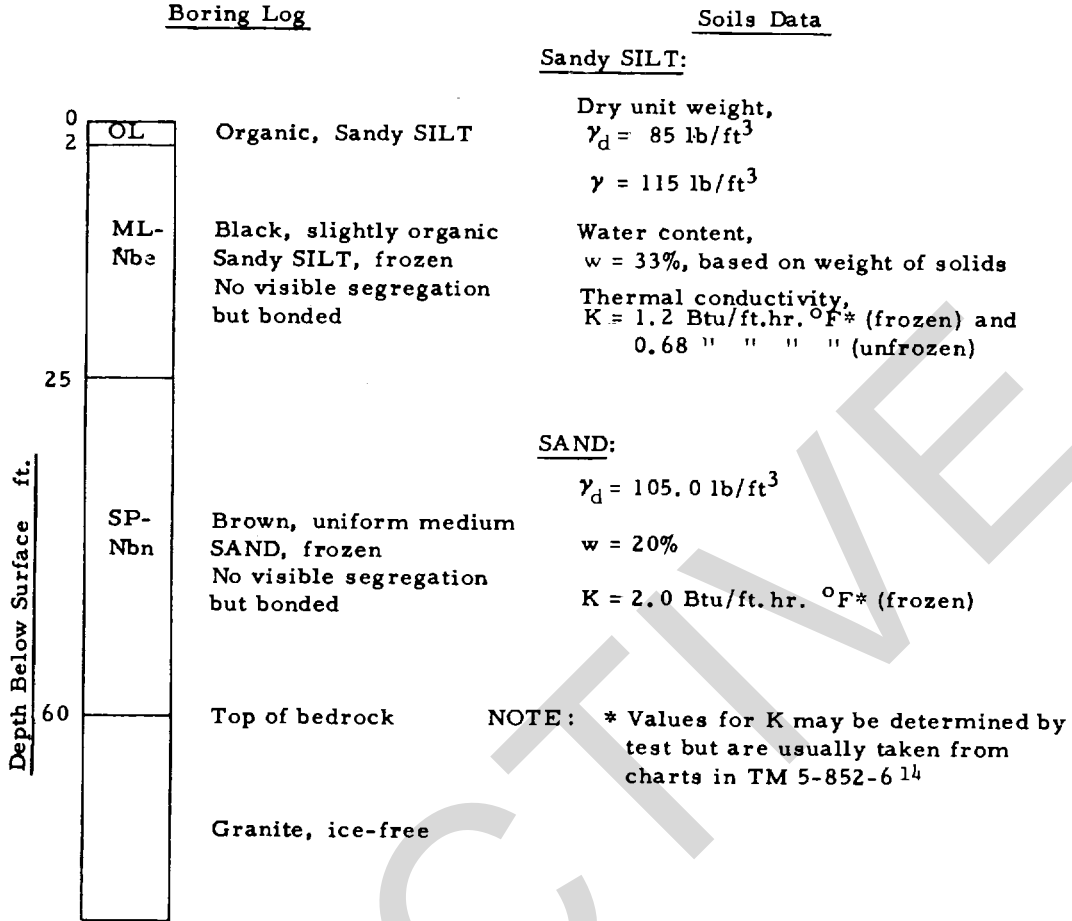 Boring Log
Soils Data
Sandy SILT:
Dry unit weight,
γd = 85 lb/ft³
γ = 115 lb/ft³
Water content,
w = 33%, based on weight of solids
Thermal conductivity,
K = 1.2 Btu/ft.hr. °F* (frozen) and
0.68 " " " " (unfrozen)
SAND:
γd = 105.0 lb/ft³
w = 20%
K = 2.0 Btu/ft.hr. °F* (frozen)
0
2
25
60
Depth Below Surface ft.
OL
Organic, Sandy SILT
ML-
Nbe
Black, slightly organic
Sandy SILT, frozen
No visible segregation
but bonded
SP-
Nbn
Brown, uniform medium
SAND, frozen
No visible segregation
but bonded
Top of bedrock
Granite, ice-free
NOTE: * Values for K may be determined by
test but are usually taken from
charts in TM 5-852-6 14
CTIVE